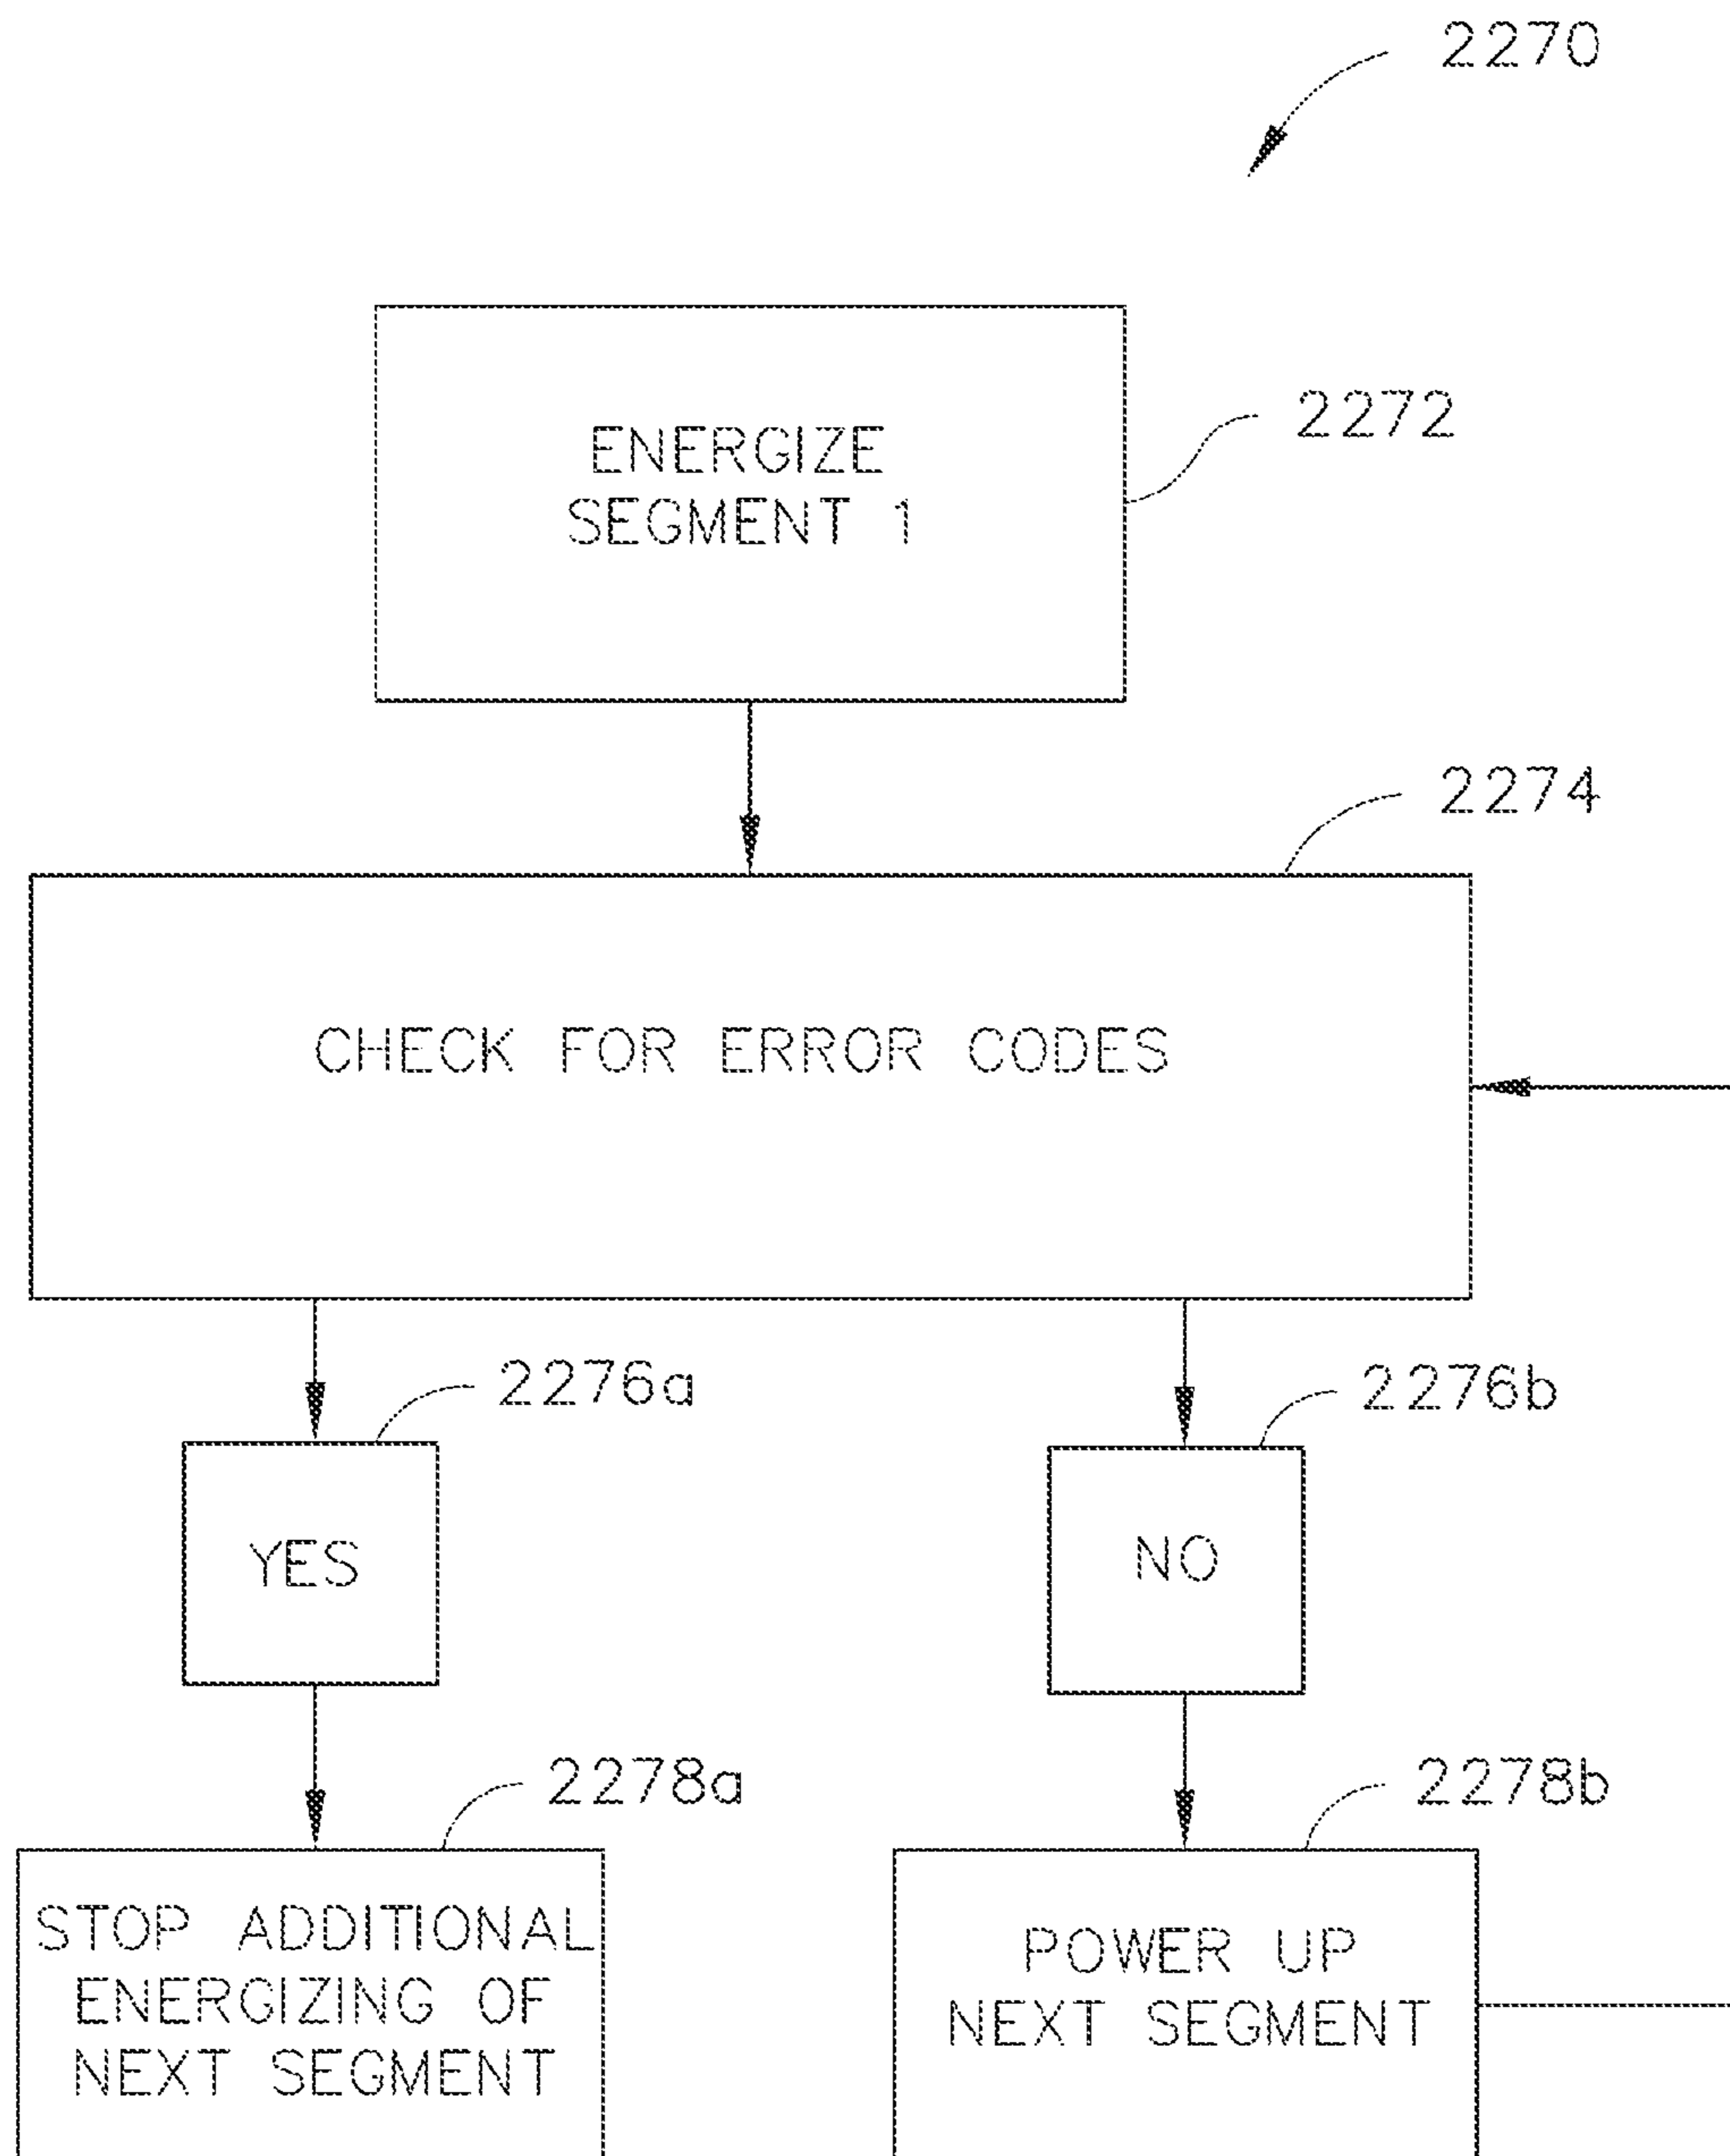 2270
ENERGIZE
SEGMENT 1
2272
2274
CHECK FOR ERROR CODES
2276a
2276b
YES
NO
2278a
2278b
STOP ADDITIONAL
ENERGIZING OF
NEXT SEGMENT
POWER UP
NEXT SEGMENT